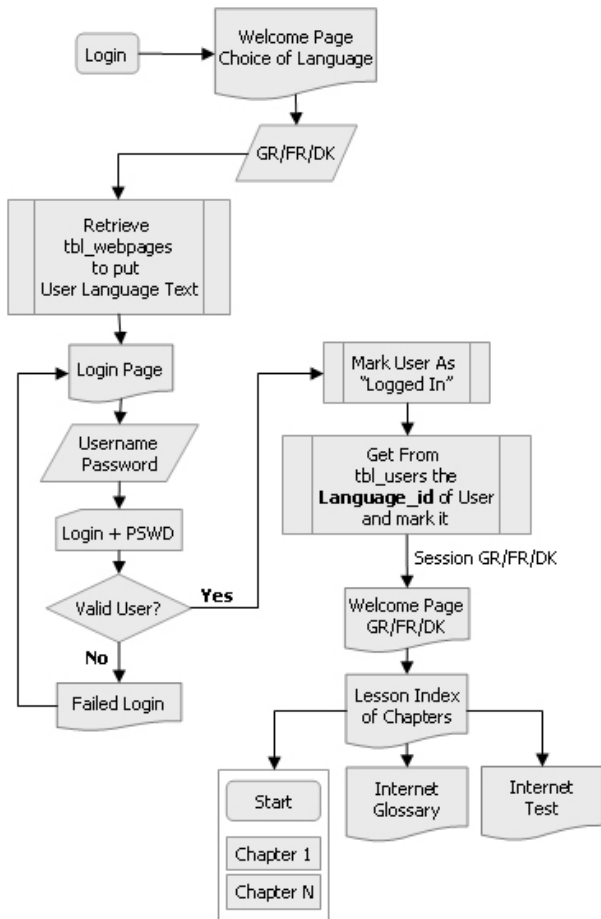 Login
Welcome Page
Choice of Language
GR/FR/DK
Retrieve
tbl_webpages
to put
User Language Text
Login Page
Username
Password
Login + PSWD
Valid User?
Yes
No
Failed Login
Mark User As
"Logged In"
Get From
tbl_users the
Language_id of User
and mark it
Session GR/FR/DK
Welcome Page
GR/FR/DK
Lesson Index
of Chapters
Start
Chapter 1
Chapter N
Internet
Glossary
Internet
Test